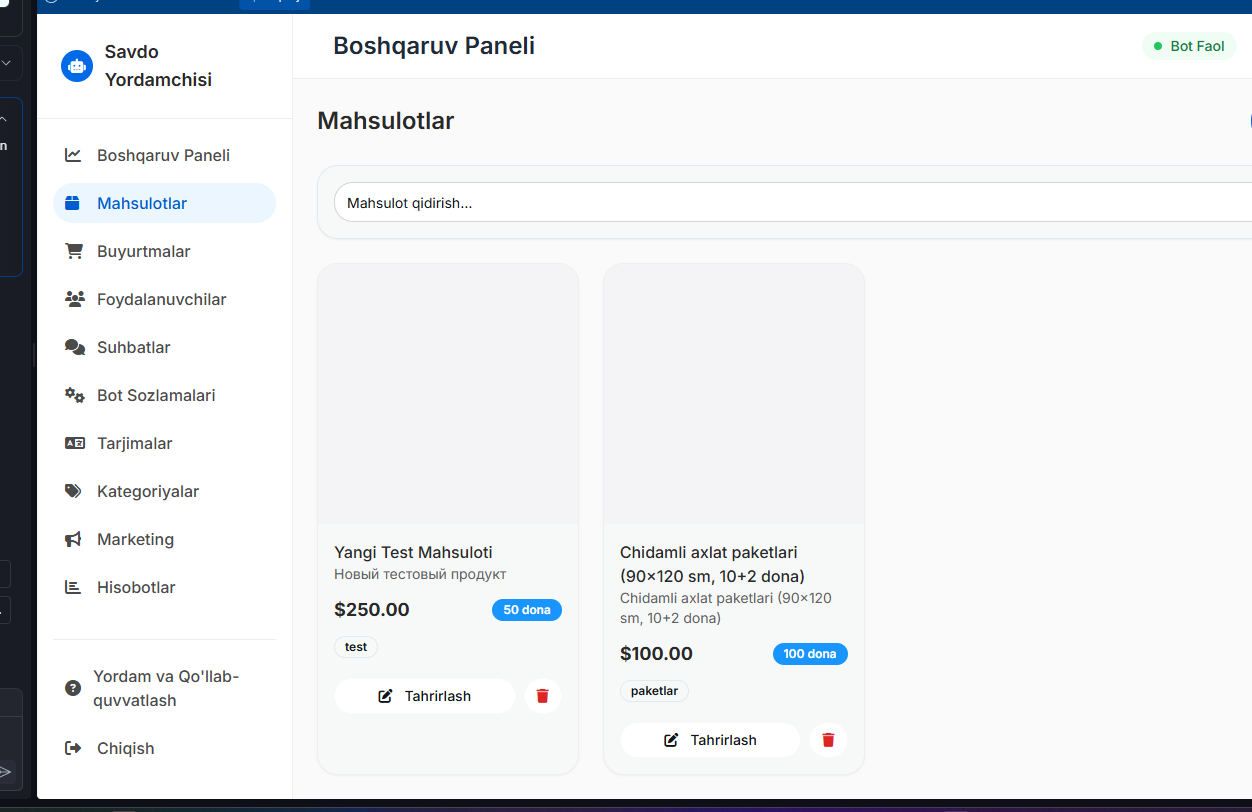 Savdo
Yordamchisi
Boshqaruv Paneli
Bot Faol
Boshqaruv Paneli
Mahsulotlar
Buyurtmalar
Foydalanuvchilar
Suhbatlar
Bot Sozlamalari
Tarjimalar
Kategoriyalar
Marketing
Hisobotlar
Yordam va Qo'llab-
quvvatlash
Chiqish
Mahsulotlar
Mahsulot qidirish...
Yangi Test Mahsuloti
Новый тестовый продукт
$250.00
50 dona
test
Tahrirlash
Chidamli axlat paketlari
(90×120 sm, 10+2 dona)
Chidamli axlat paketlari (90×120
sm, 10+2 dona)
$100.00
100 dona
paketlar
Tahrirlash